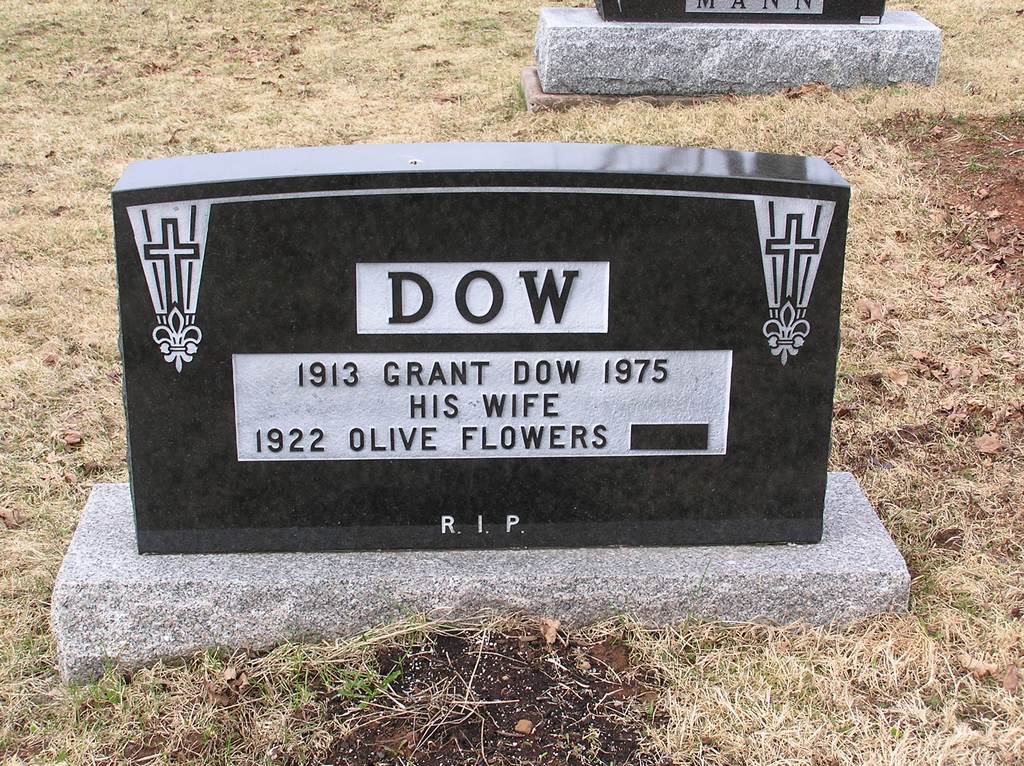 MANN
DOW
1913 GRANT DOW 1975
HIS WIFE
1922 OLIVE FLOWERS
R. I. P.